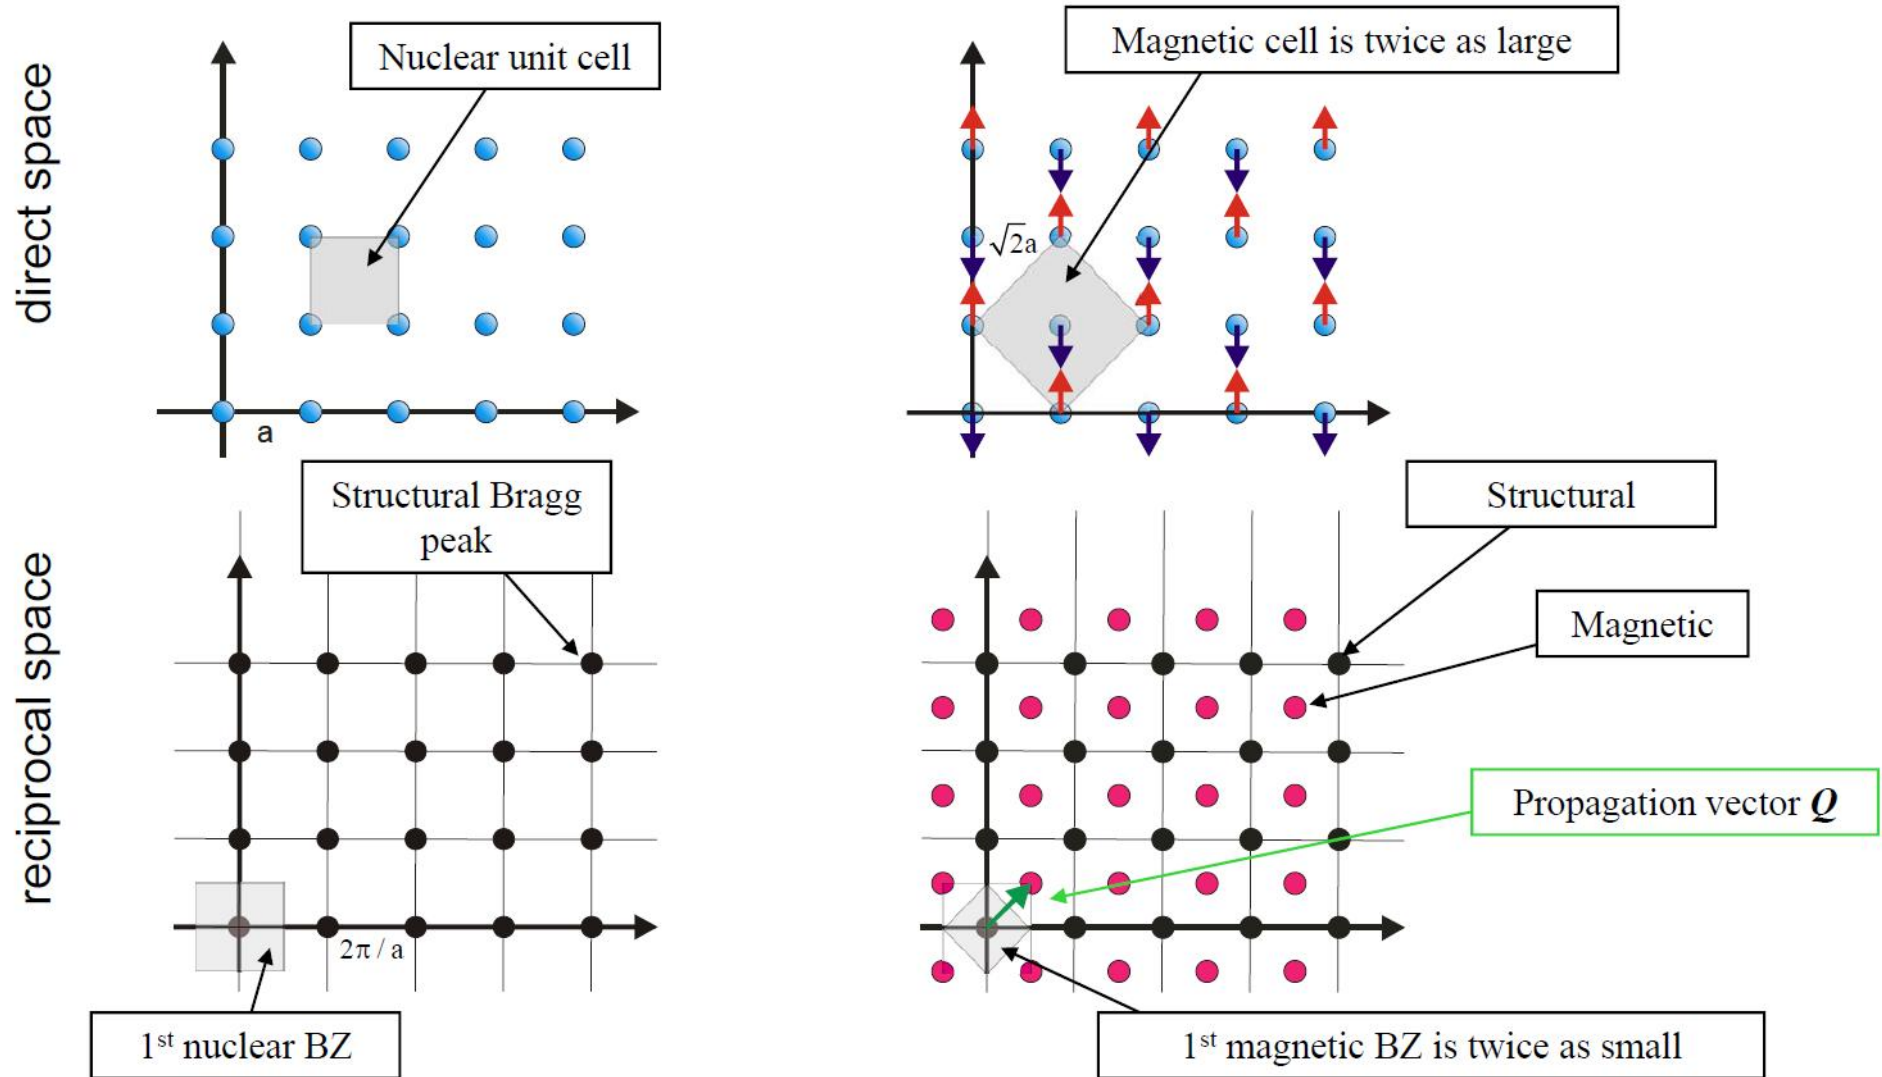 direct space
Nuclear unit cell
a
Magnetic cell is twice as large
√2a
reciprocal space
Structural Bragg
peak
2π / a
1st nuclear BZ
Structural
Magnetic
Propagation vector Q
1st magnetic BZ is twice as small